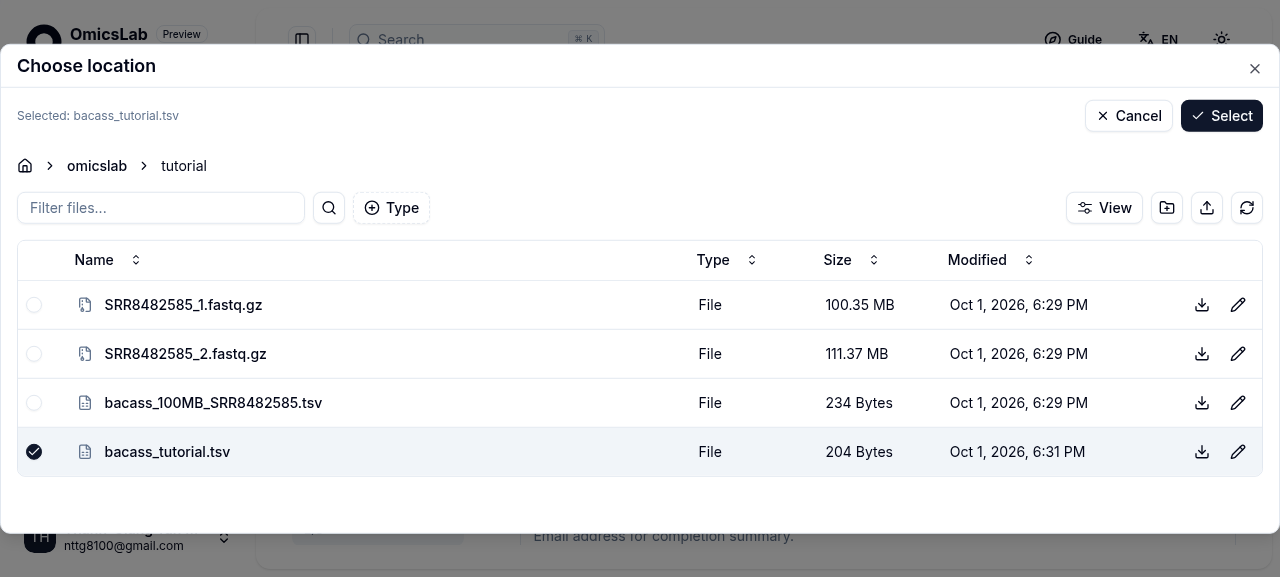 OmicsLab Preview
Search ⌘ K
Guide EN
Choose location
Selected: bacass_tutorial.tsv
Cancel Select
omicslab tutorial
Filter files... Type View
Name Type Size Modified
SRR8482585_1.fastq.gz File 100.35 MB Oct 1, 2026, 6:29 PM
SRR8482585_2.fastq.gz File 111.37 MB Oct 1, 2026, 6:29 PM
bacass_100MB_SRR8482585.tsv File 234 Bytes Oct 1, 2026, 6:29 PM
bacass_tutorial.tsv File 204 Bytes Oct 1, 2026, 6:31 PM
TH
nttg8100@gmail.com
Email address for completion summary.